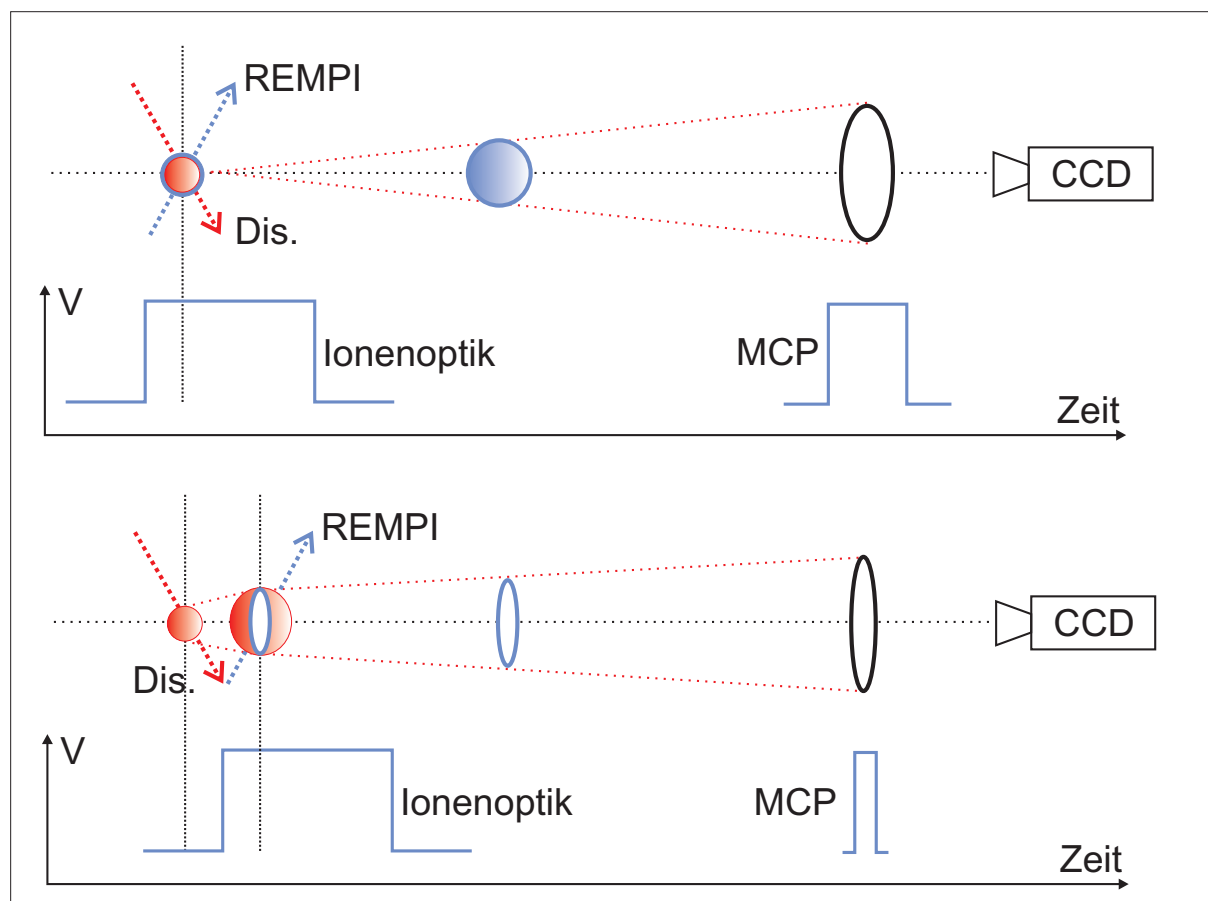 REMPI
CCD
Dis.
V
Ionenoptik
MCP
Zeit
REMPI
CCD
Dis.
V
Ionenoptik
MCP
Zeit